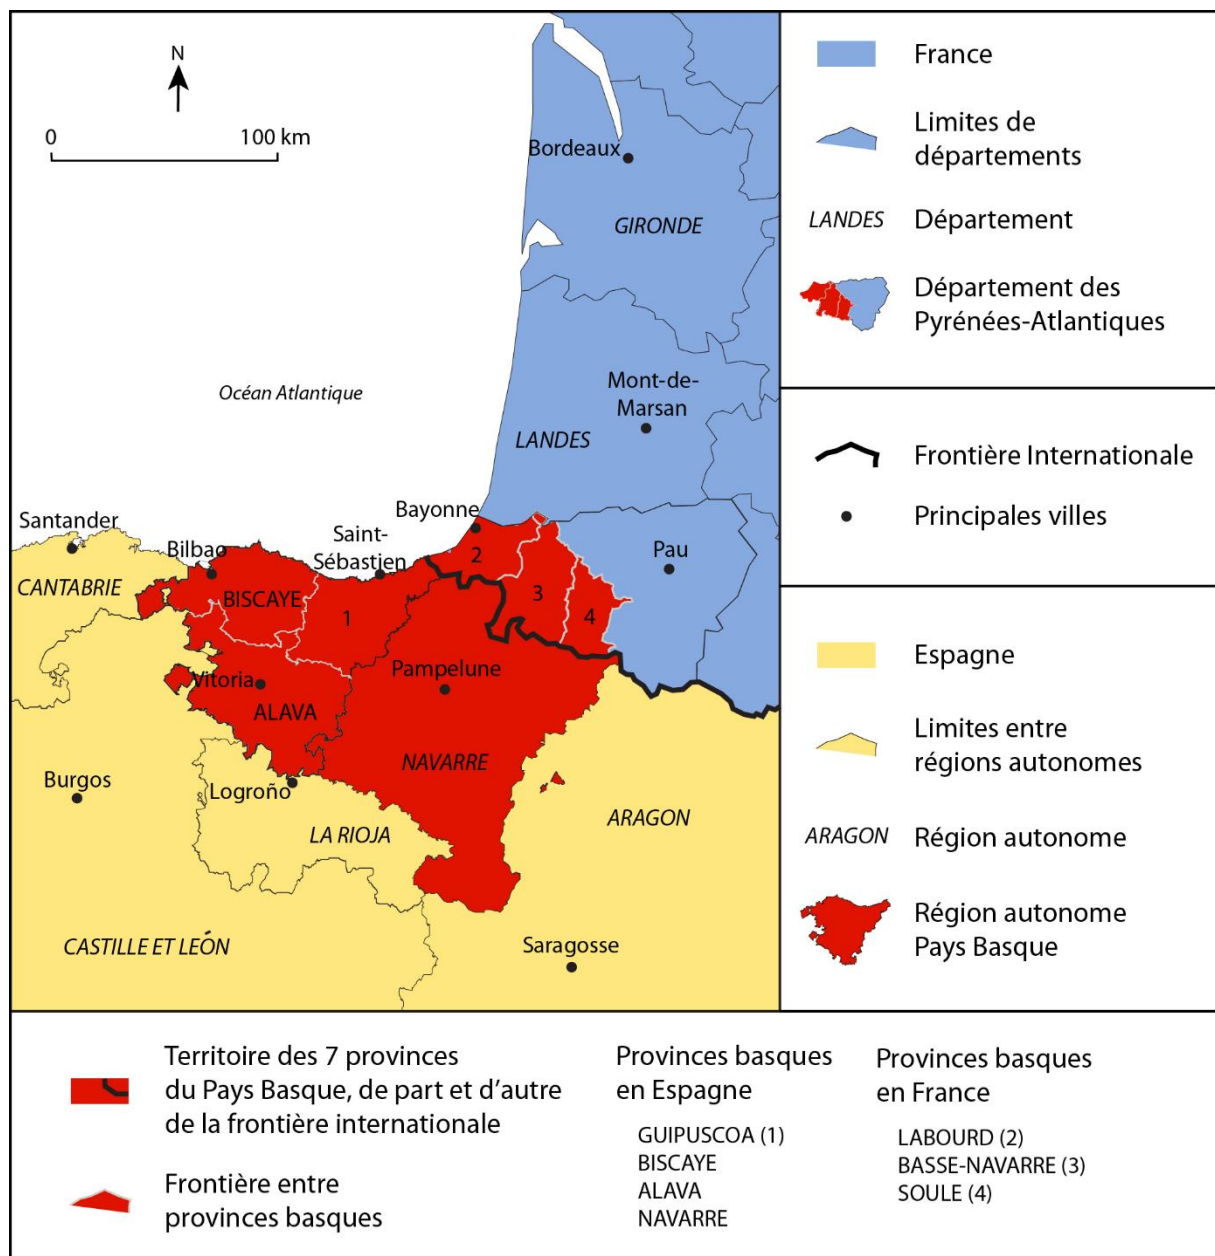 N
0 100 km
Bordeaux
GIRONDE
Océan Atlantique
Mont-de-
Marsan
LANDES
Bayonne
Santander
Saint-
Sébastien
Bilbao
Pau
2
CANTABRIE
BISCAYE
3
1
4
Vitoria
Pampelune
ALAVA
NAVARRE
Burgos
Logroño
LA RIOJA
ARAGON
CASTILLE ET LEÓN
Saragosse
France
Limites de
départements
LANDES Département
Département des
Pyrénées-Atlantiques
Frontière Internationale
Principales villes
Espagne
Limites entre
régions autonomes
ARAGON Région autonome
Région autonome
Pays Basque
Territoire des 7 provinces
du Pays Basque, de part et d'autre
de la frontière internationale
Frontière entre
provinces basques
Provinces basques
en Espagne
GUIPUSCOA (1)
BISCAYE
ALAVA
NAVARRE
Provinces basques
en France
LABOURD (2)
BASSE-NAVARRE (3)
SOULE (4)